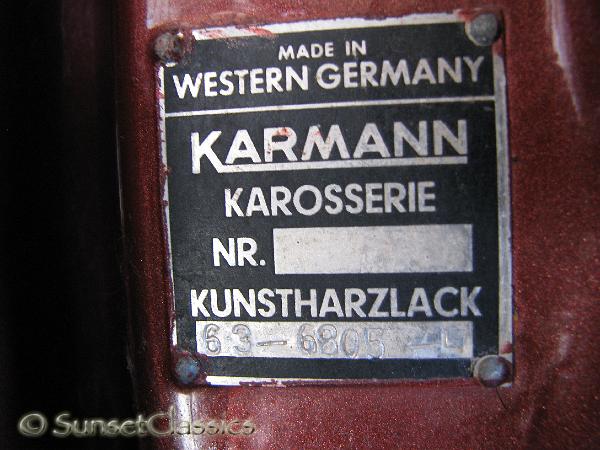 MADE IN
WESTERN GERMANY
KARMANN
KAROSSERIE
NR.
KUNSTHARZLACK
63-6805-L
© SunsetClassics